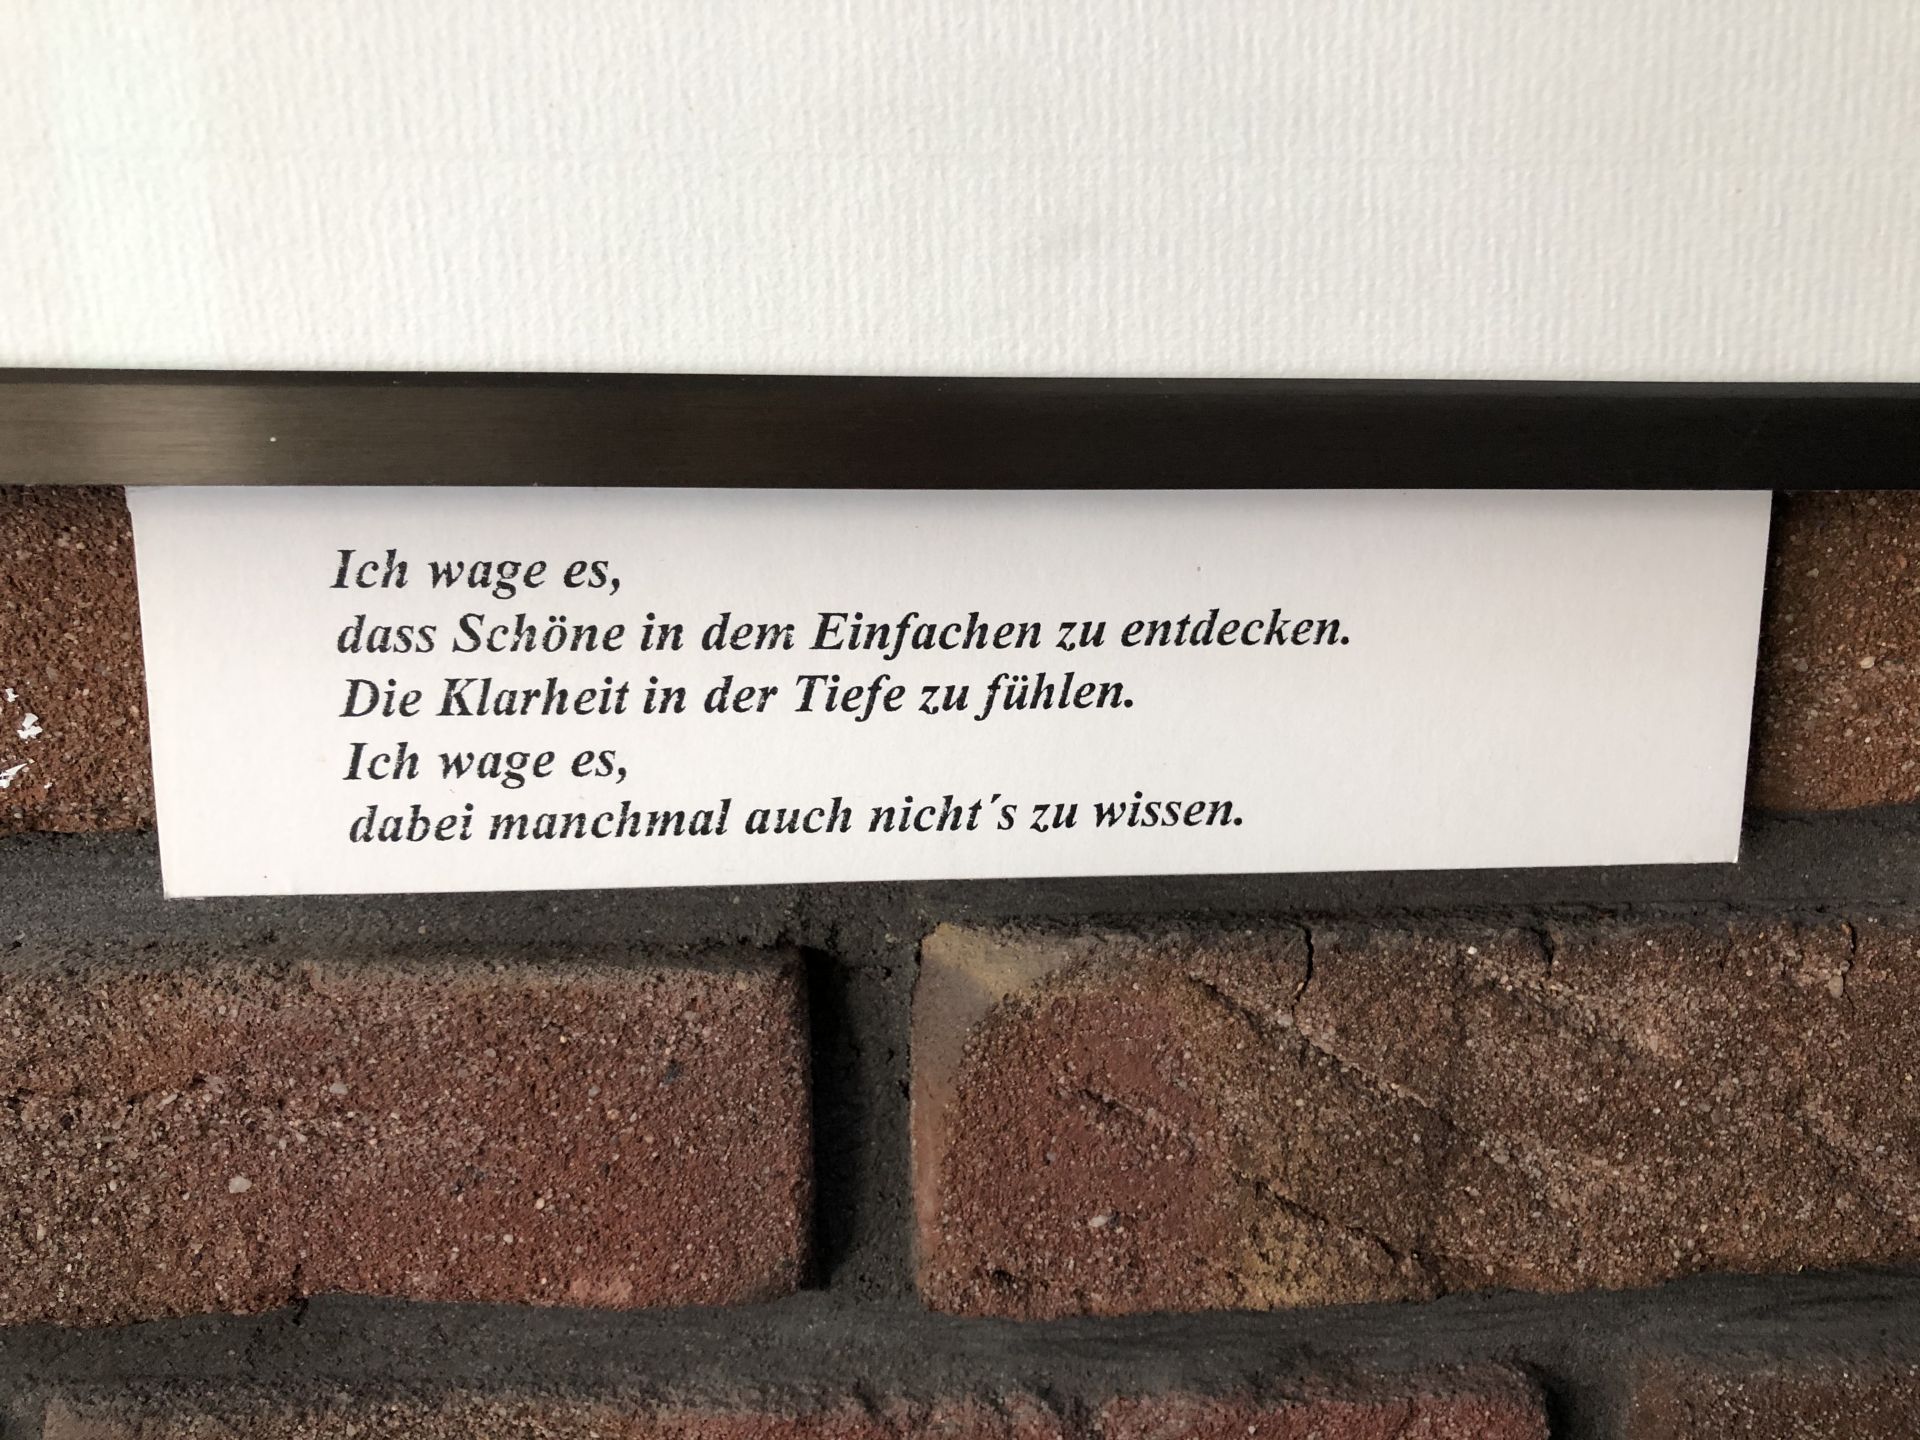 Ich wage es,
dass Schöne in dem Einfachen zu entdecken.
Die Klarheit in der Tiefe zu fühlen.
Ich wage es,
dabei manchmal auch nicht´s zu wissen.